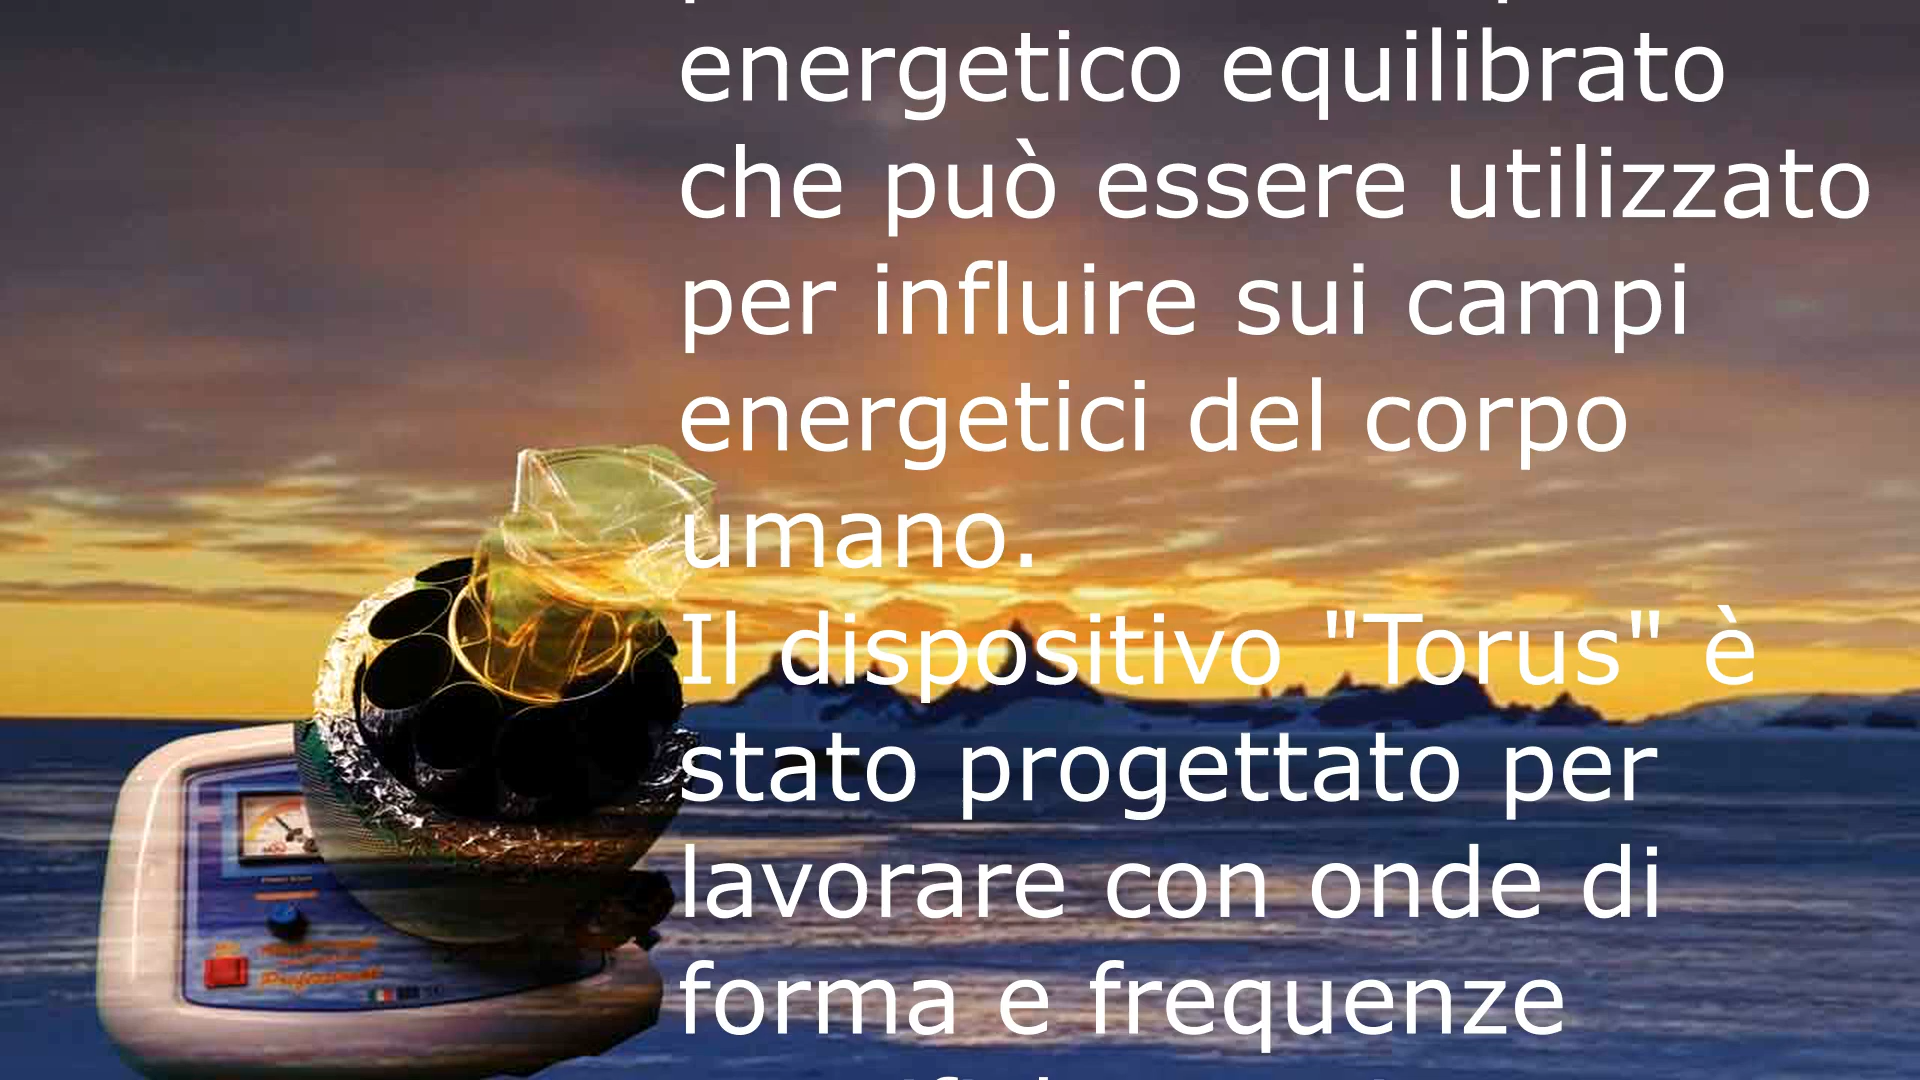 energetico equilibrato
che può essere utilizzato
per influire sui campi
energetici del corpo
umano.
Il dispositivo "Torus" è
stato progettato per
lavorare con onde di
forma e frequenze
Professional